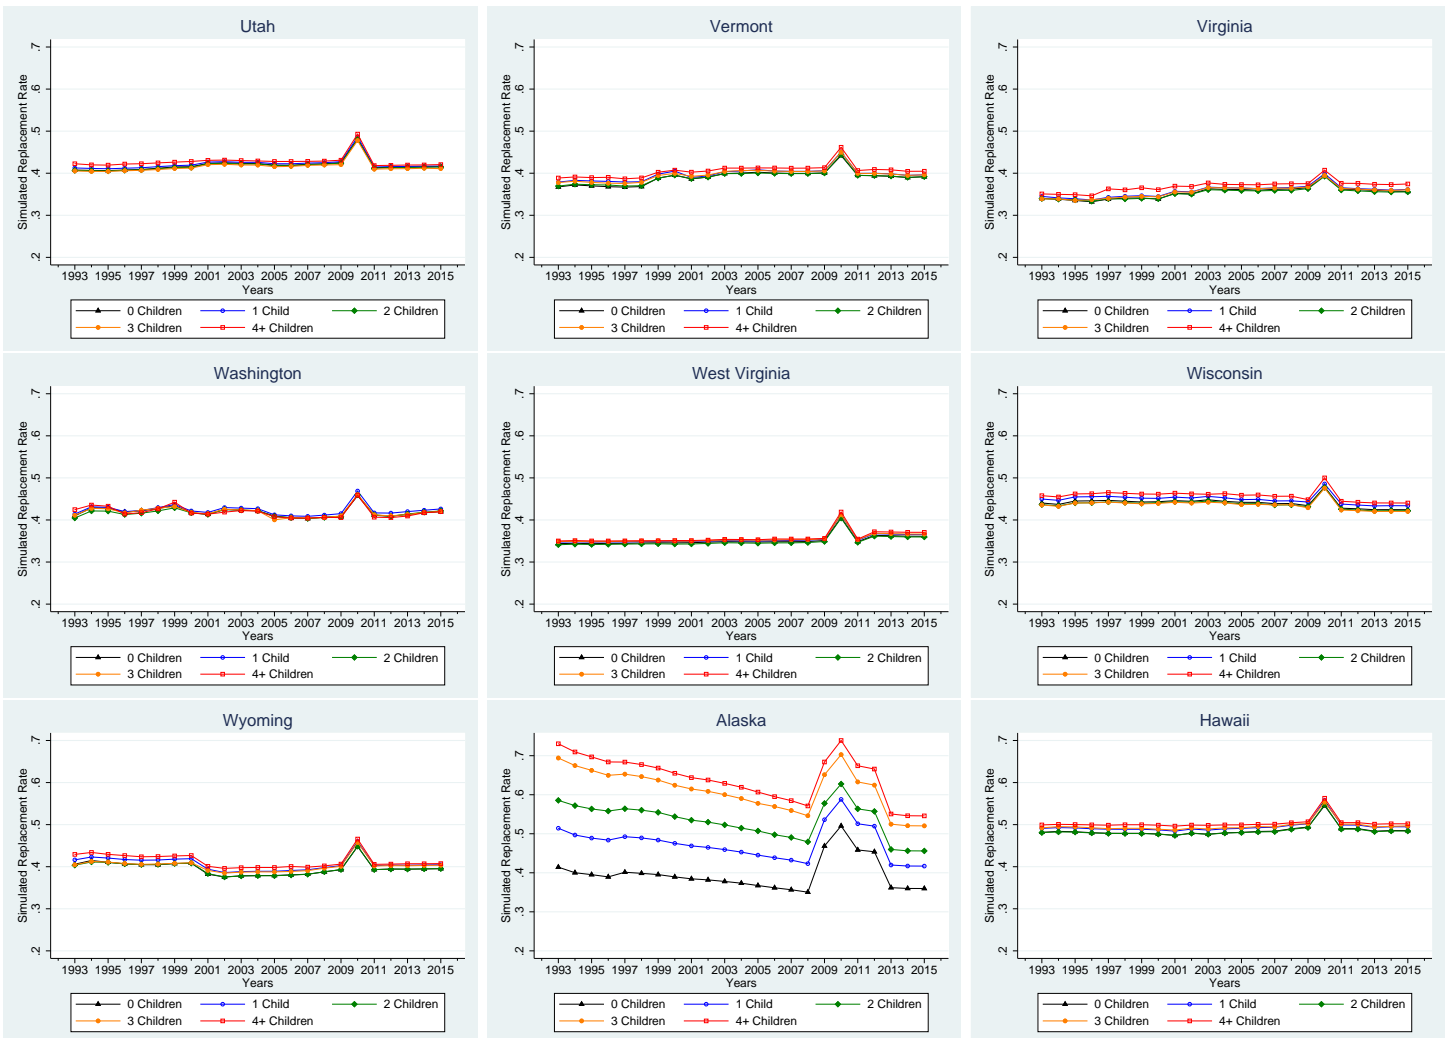 Utah
Simulated Replacement Rate
.7
.6
.5
.4
.3
.2
1993 1995 1997 1999 2001 2003 2005 2007 2009 2011 2013 2015
Years
0 Children 1 Child 2 Children
3 Children 4+ Children
Vermont
Simulated Replacement Rate
.7
.6
.5
.4
.3
.2
1993 1995 1997 1999 2001 2003 2005 2007 2009 2011 2013 2015
Years
0 Children 1 Child 2 Children
3 Children 4+ Children
Virginia
Simulated Replacement Rate
.7
.6
.5
.4
.3
.2
1993 1995 1997 1999 2001 2003 2005 2007 2009 2011 2013 2015
Years
0 Children 1 Child 2 Children
3 Children 4+ Children
Washington
Simulated Replacement Rate
.7
.6
.5
.4
.3
.2
1993 1995 1997 1999 2001 2003 2005 2007 2009 2011 2013 2015
Years
0 Children 1 Child 2 Children
3 Children 4+ Children
West Virginia
Simulated Replacement Rate
.7
.6
.5
.4
.3
.2
1993 1995 1997 1999 2001 2003 2005 2007 2009 2011 2013 2015
Years
0 Children 1 Child 2 Children
3 Children 4+ Children
Wisconsin
Simulated Replacement Rate
.7
.6
.5
.4
.3
.2
1993 1995 1997 1999 2001 2003 2005 2007 2009 2011 2013 2015
Years
0 Children 1 Child 2 Children
3 Children 4+ Children
Wyoming
Simulated Replacement Rate
.7
.6
.5
.4
.3
.2
1993 1995 1997 1999 2001 2003 2005 2007 2009 2011 2013 2015
Years
0 Children 1 Child 2 Children
3 Children 4+ Children
Alaska
Simulated Replacement Rate
.7
.6
.5
.4
.3
.2
1993 1995 1997 1999 2001 2003 2005 2007 2009 2011 2013 2015
Years
0 Children 1 Child 2 Children
3 Children 4+ Children
Hawaii
Simulated Replacement Rate
.7
.6
.5
.4
.3
.2
1993 1995 1997 1999 2001 2003 2005 2007 2009 2011 2013 2015
Years
0 Children 1 Child 2 Children
3 Children 4+ Children